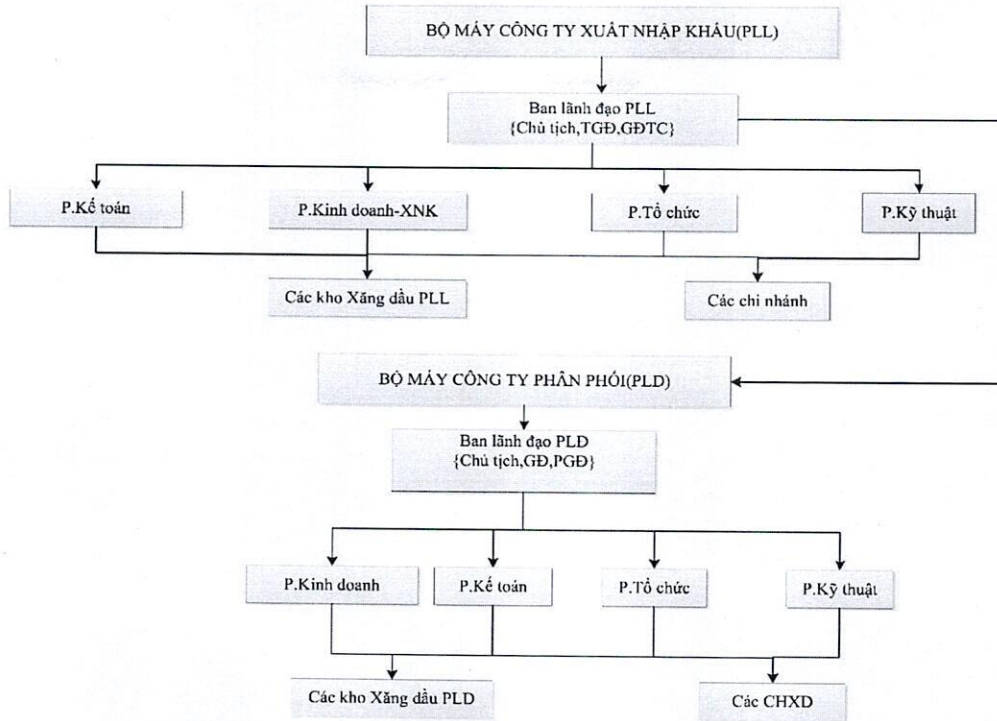 BỘ MÁY CÔNG TY XUẤT NHẬP KHẨU(PLL)
Ban lãnh đạo PLL
{Chủ tịch,TGĐ,GĐTC}
P.Kế toán
P.Kinh doanh-XNK
P.Tổ chức
P.Kỹ thuật
Các kho Xăng dầu PLL
Các chi nhánh
BỘ MÁY CÔNG TY PHÂN PHỐI(PLD)
Ban lãnh đạo PLD
{Chủ tịch,GĐ,PGĐ}
P.Kinh doanh
P.Kế toán
P.Tổ chức
P.Kỹ thuật
Các kho Xăng dầu PLD
Các CHXD